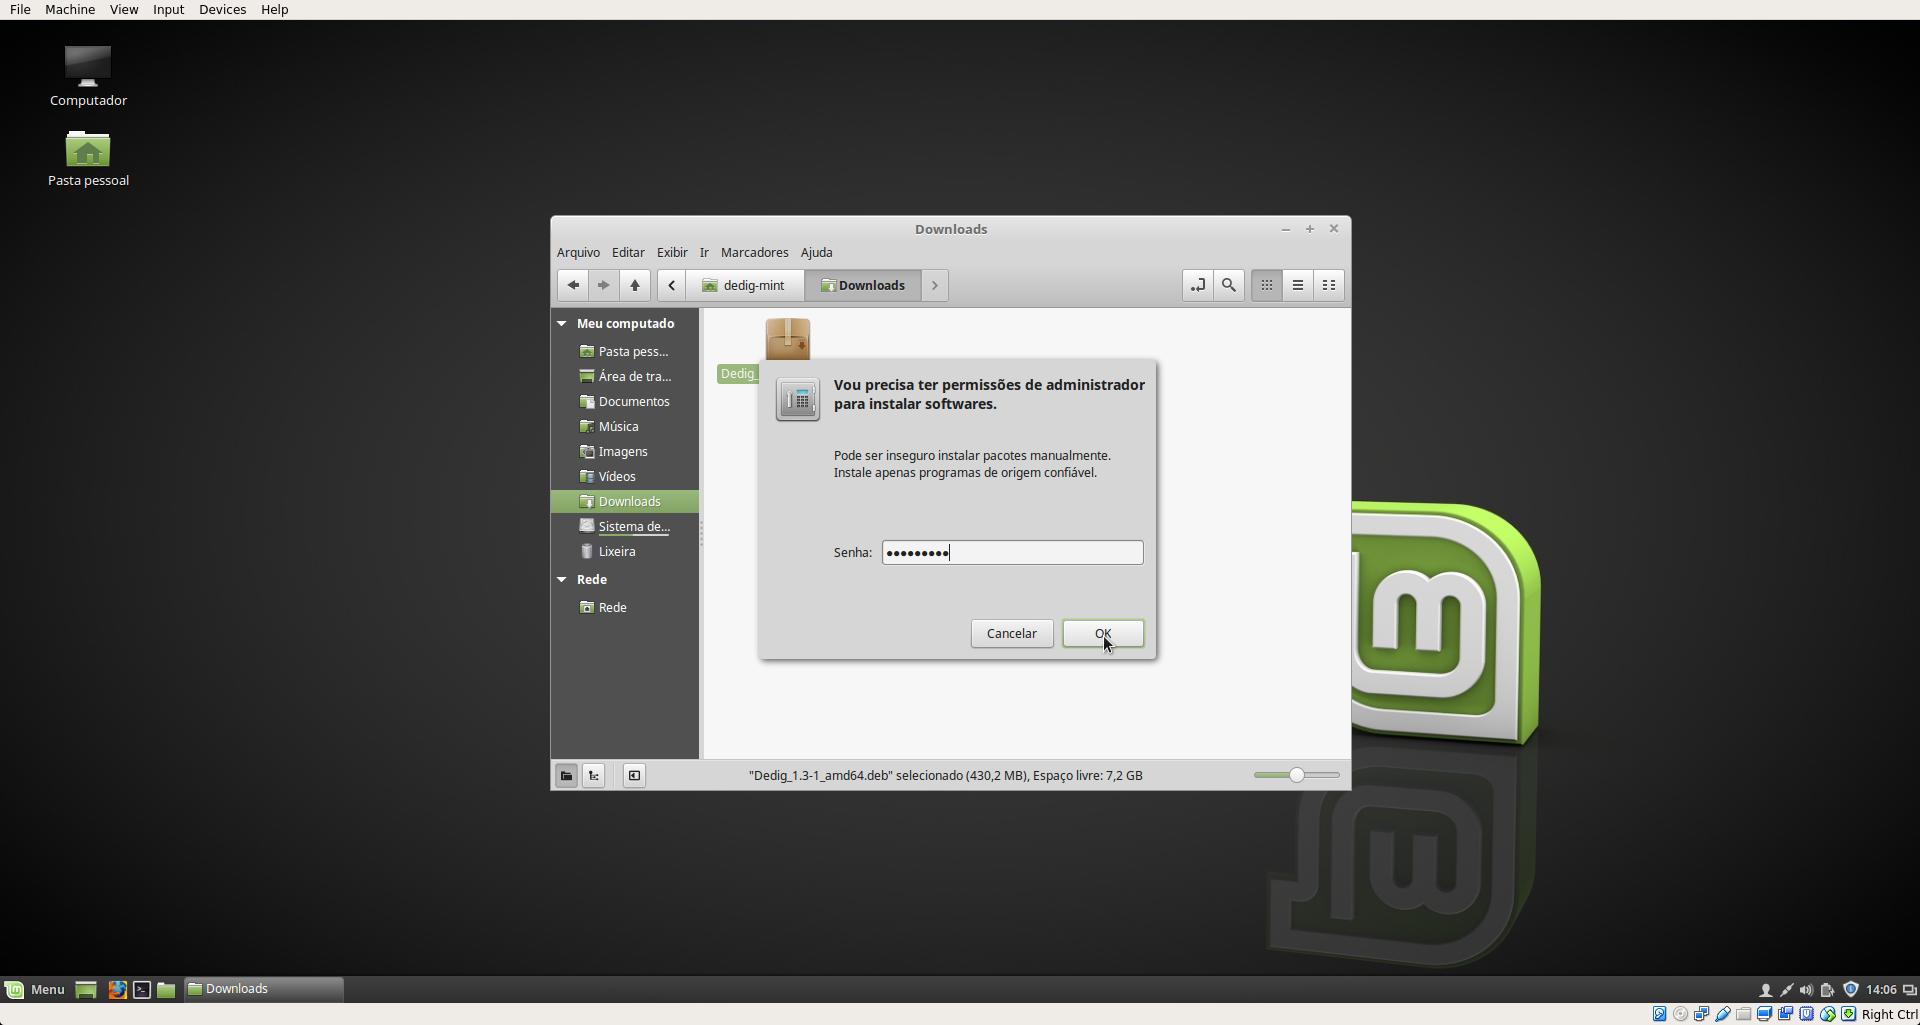 File Machine View Input Devices Help
Computador
Pasta pessoal
Downloads
Arquivo Editar Exibir Ir Marcadores Ajuda
dedig-mint Downloads
Meu computado
Pasta pess...
Área de tra...
Documentos
Música
Imagens
Vídeos
Downloads
Sistema de...
Lixeira
Rede
Rede
Dedig_
Vou precisa ter permissões de administrador
para instalar softwares.
Pode ser inseguro instalar pacotes manualmente.
Instale apenas programas de origem confiável.
Senha: •••••••••
Cancelar OK
"Dedig_1.3-1_amd64.deb" selecionado (430,2 MB), Espaço livre: 7,2 GB
Menu Downloads 14:06
Right Ctrl